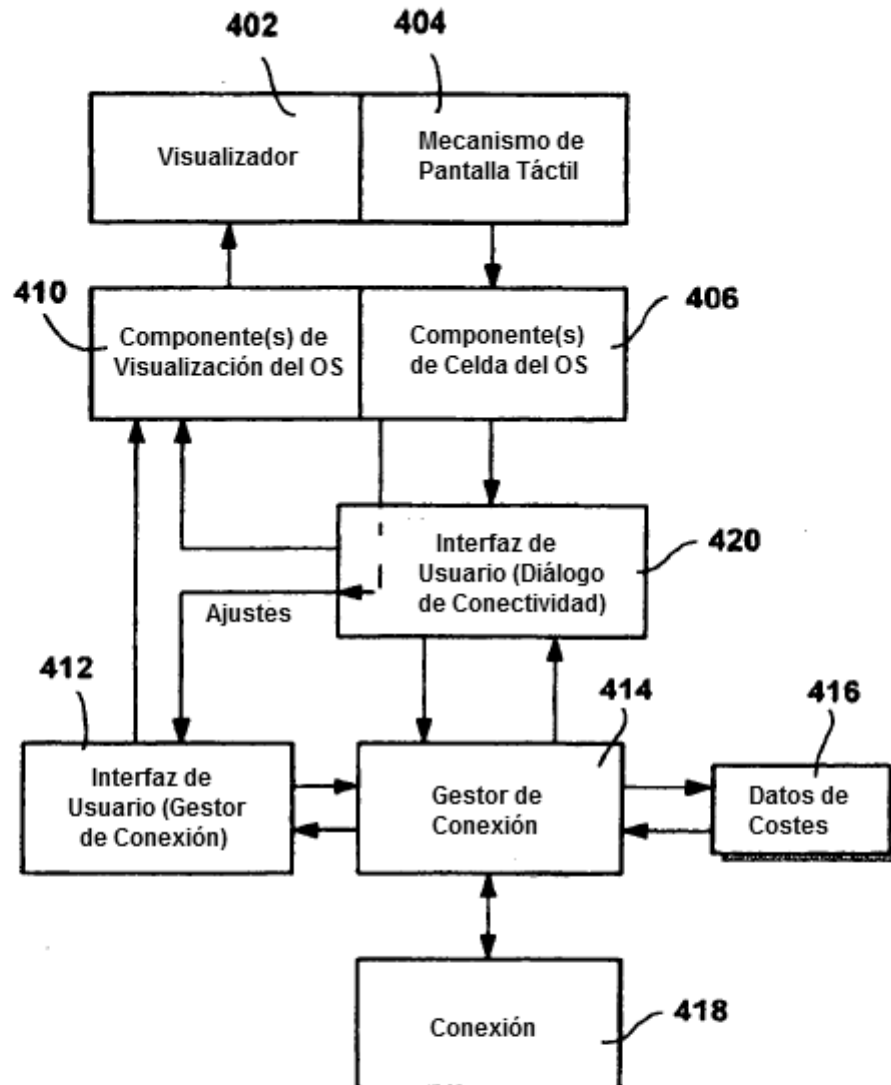 402
404
Visualizador
Mecanismo de
Pantalla Táctil
410
406
Componente(s) de
Visualización del OS
Componente(s)
de Celda del OS
420
Interfaz de
Usuario (Diálogo
de Conectividad)
Ajustes
412
414
416
Interfaz de
Usuario (Gestor
de Conexión)
Gestor de
Conexión
Datos de
Costes
418
Conexión